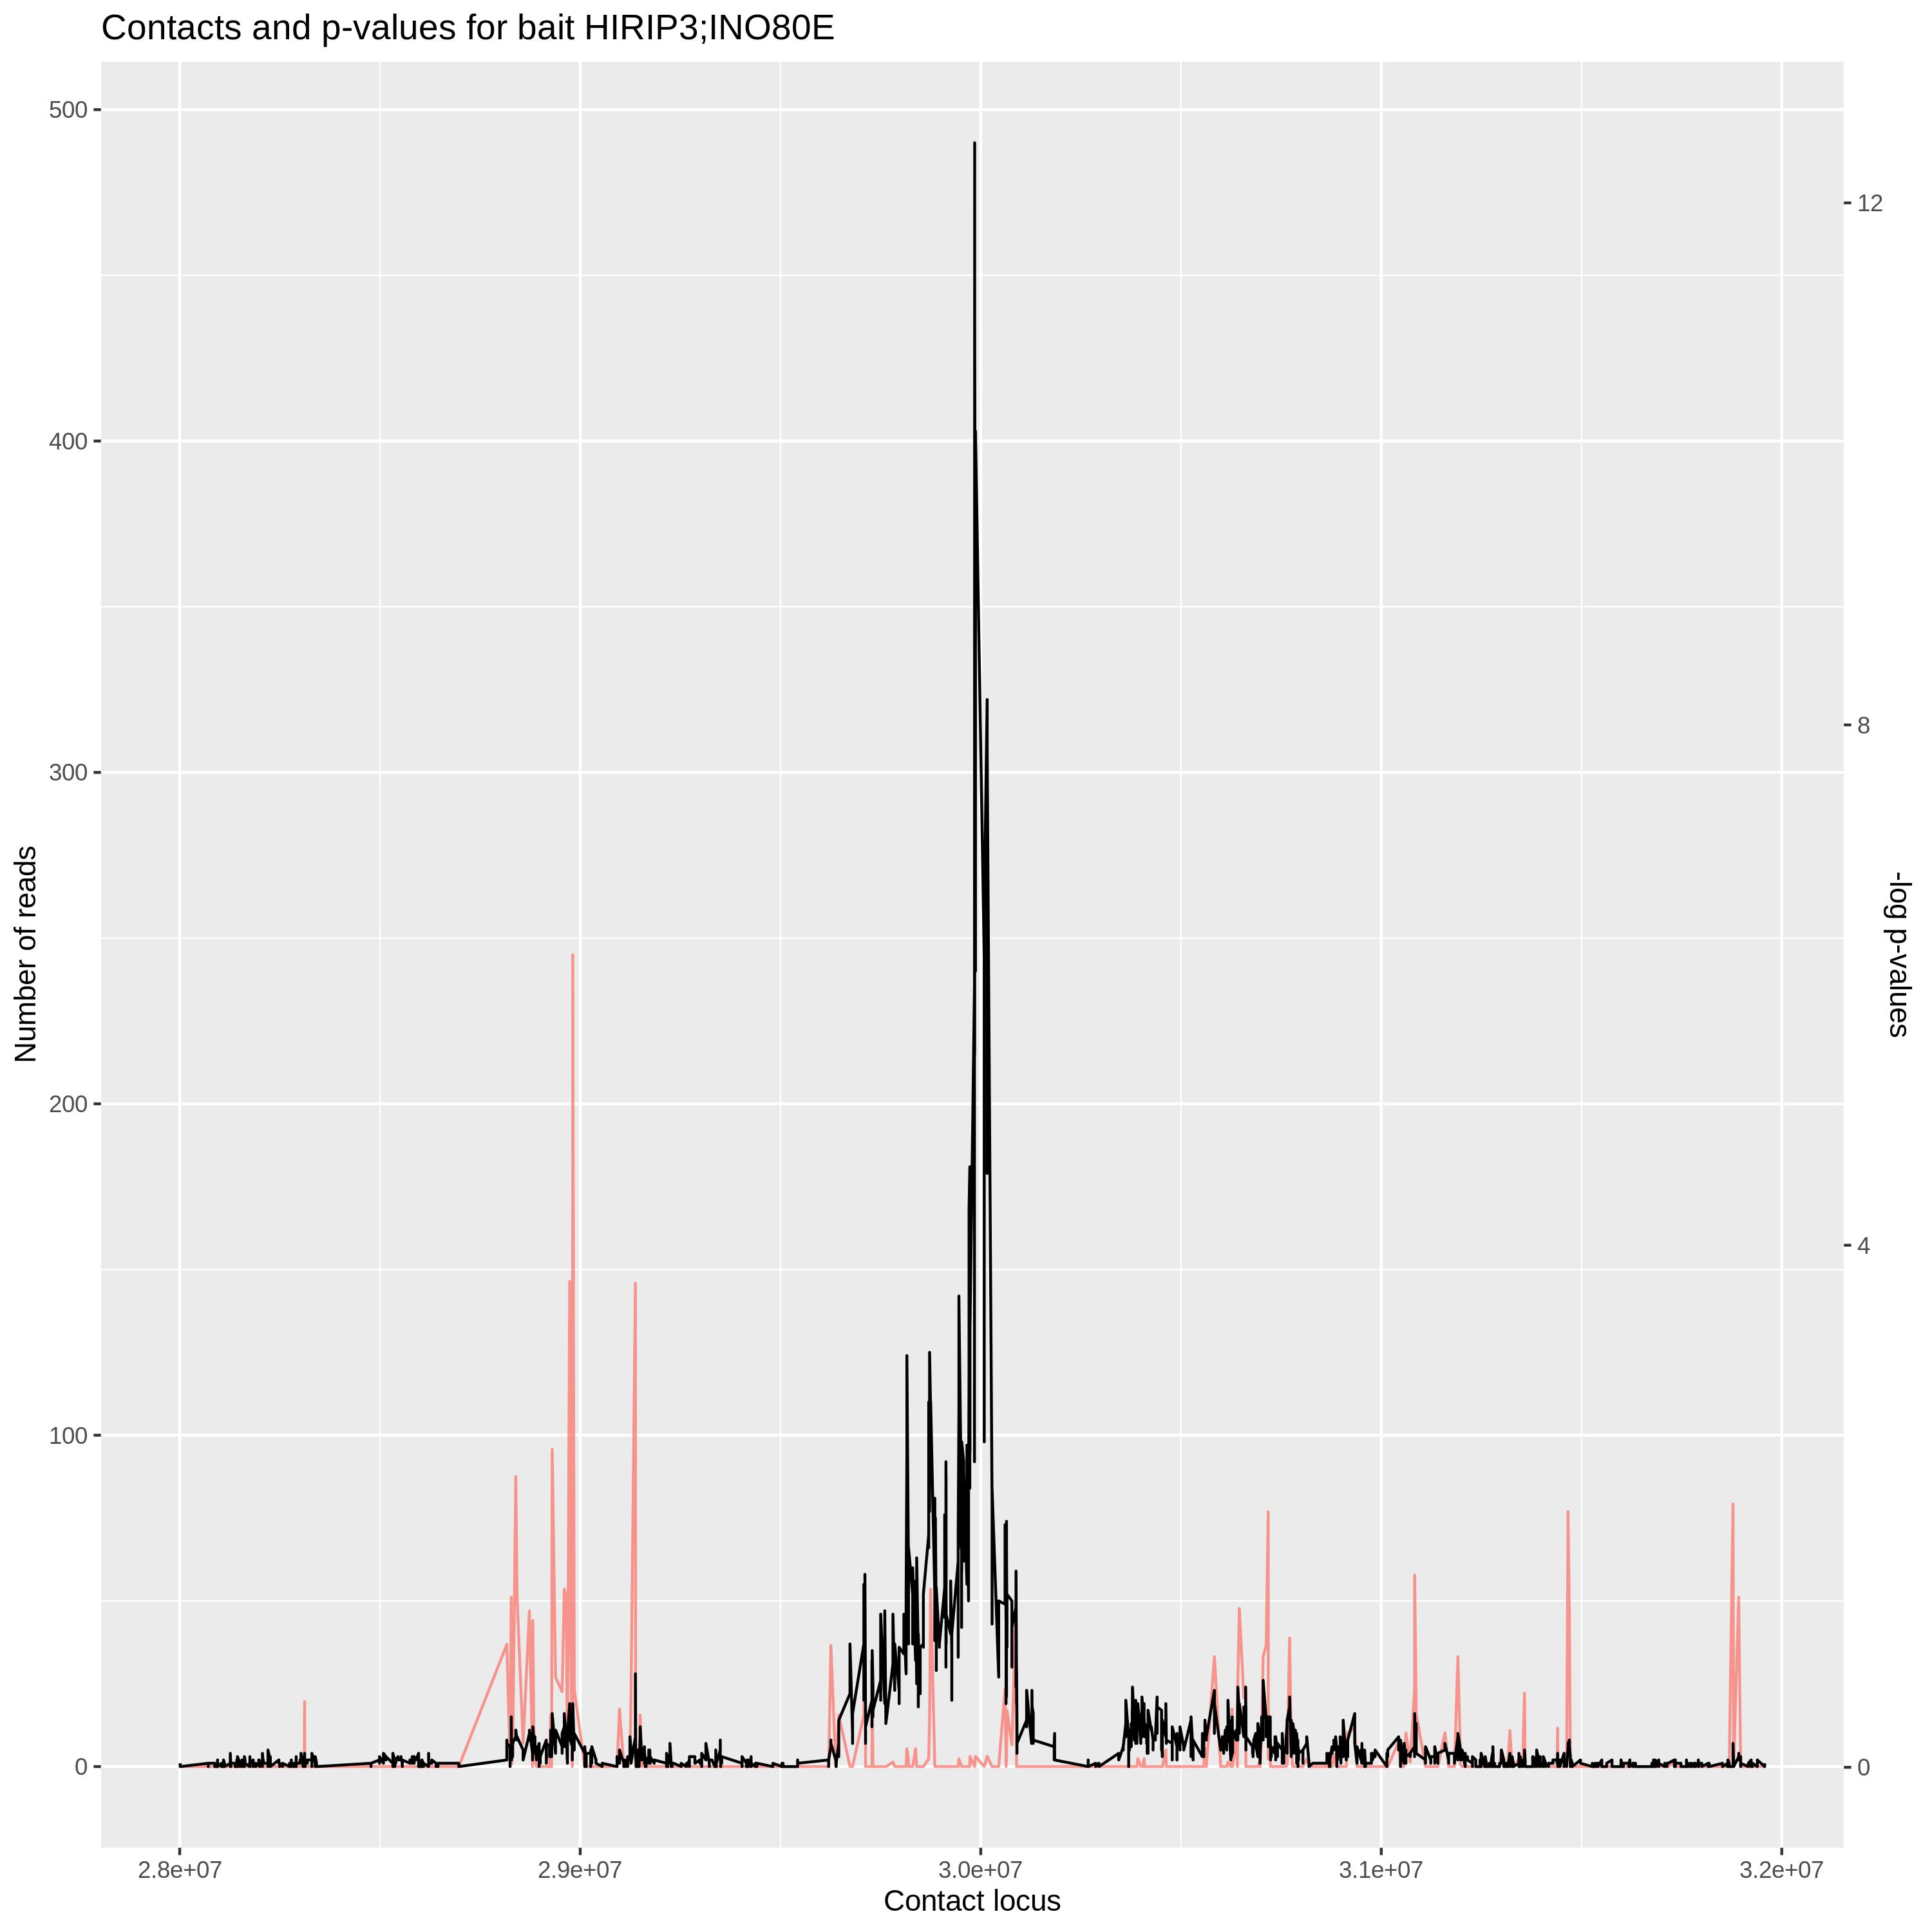 Contacts and p-values for bait HIRIP3;INO80E
500
400
300
200
100
0
Number of reads
12
8
4
0
-log p-values
2.8e+07 2.9e+07 3.0e+07 3.1e+07 3.2e+07
Contact locus